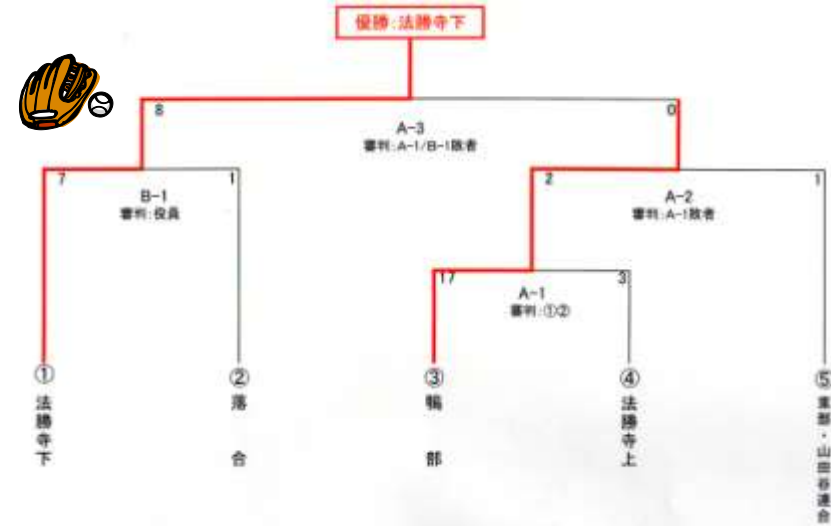 優勝:法勝寺下
8
0
A-3
審判:A-1/B-1敗者
7
1
2
1
B-1
審判:役員
A-2
審判:A-1敗者
17
3
A-1
審判:①②
① 法勝寺下
② 落合
③ 鴨部
④ 法勝寺上
⑤ 東部・山田谷連合